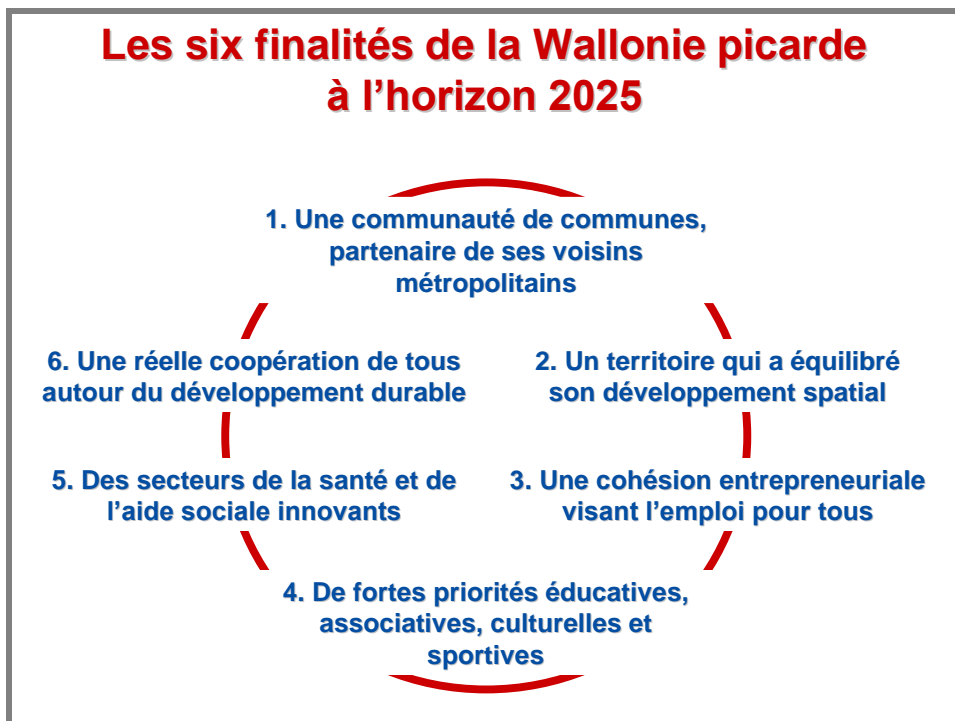 Les six finalités de la Wallonie picarde
à l’horizon 2025
1. Une communauté de communes,
partenaire de ses voisins
métropolitains
2. Un territoire qui a équilibré
son développement spatial
3. Une cohésion entrepreneuriale
visant l’emploi pour tous
4. De fortes priorités éducatives,
associatives, culturelles et
sportives
5. Des secteurs de la santé et de
l’aide sociale innovants
6. Une réelle coopération de tous
autour du développement durable